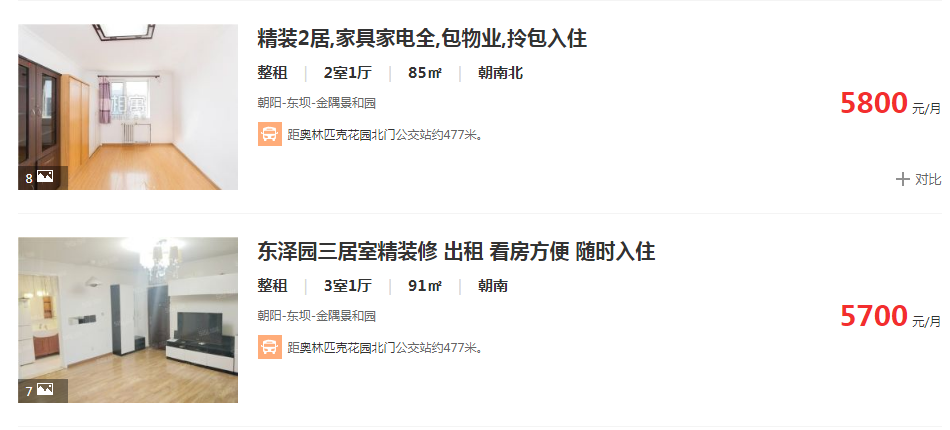 精装2居,家具家电全,包物业,拎包入住
整租 | 2室1厅 | 85㎡ | 朝南北
朝阳-东坝-金隅景和园
5800 元/月
距奥林匹克花园北门公交站约477米。
8
对比
东泽园三居室精装修 出租 看房方便 随时入住
整租 | 3室1厅 | 91㎡ | 朝南
朝阳-东坝-金隅景和园
5700 元/月
距奥林匹克花园北门公交站约477米。
7